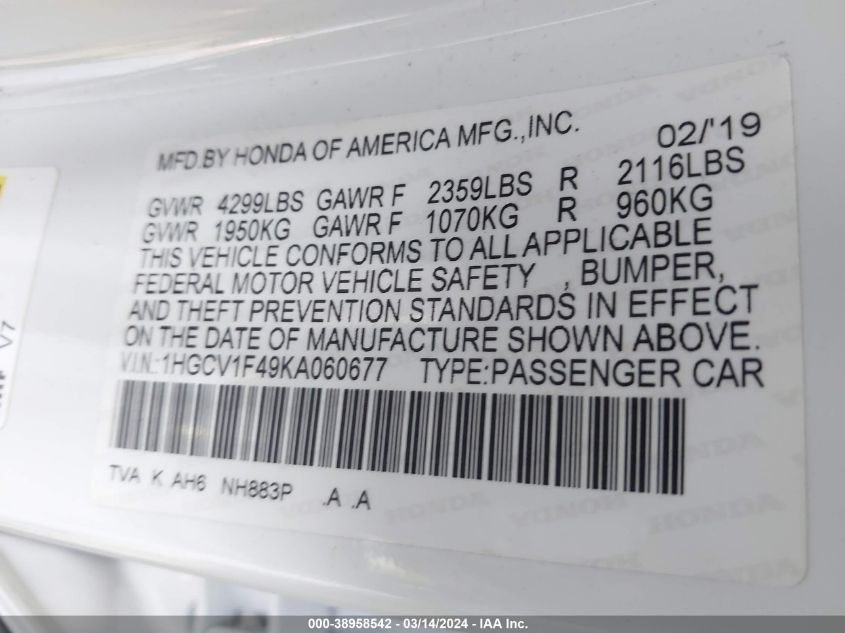 MFD.BY HONDA OF AMERICA MFG.,INC. 02/'19
GVWR 4299LBS GAWR F 2359LBS R 2116LBS
GVWR 1950KG GAWR F 1070KG R 960KG
THIS VEHICLE CONFORMS TO ALL APPLICABLE
FEDERAL MOTOR VEHICLE SAFETY , BUMPER,
AND THEFT PREVENTION STANDARDS IN EFFECT
ON THE DATE OF MANUFACTURE SHOWN ABOVE.
V.I.N.:1HGCV1F49KA060677 TYPE:PASSENGER CAR
TVA K AH6 NH883P .A .A
V7
000-38958542 - 03/14/2024 - IAA Inc.